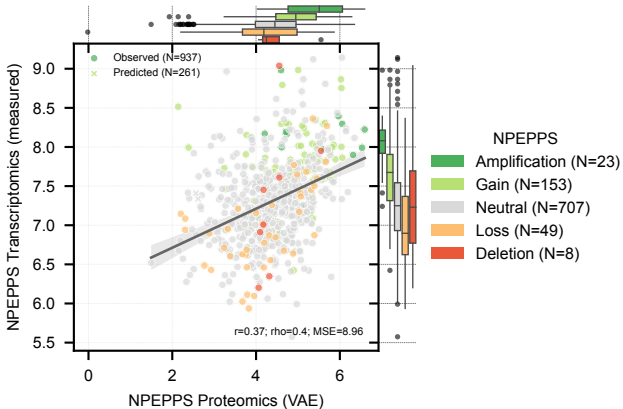 Observed (N=937)
Predicted (N=261)
NPEPPS Transcriptomics (measured)
9.0
8.5
8.0
7.5
7.0
6.5
6.0
5.5
r=0.37; rho=0.4; MSE=8.96
0
2
4
6
NPEPPS Proteomics (VAE)
NPEPPS
Amplification (N=23)
Gain (N=153)
Neutral (N=707)
Loss (N=49)
Deletion (N=8)